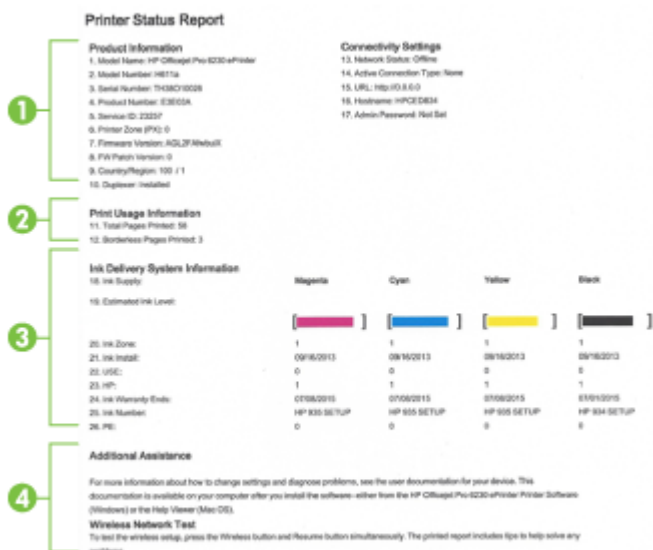 Printer Status Report
Product Information
1. Model Name: HP Officejet Pro 6230 ePrinter
2. Model Number: H611a
3. Serial Number: TH38O10028
4. Product Number: E3E03A
5. Service ID: 23257
6. Printer Zone (PX): 0
7. Firmware Version:
8. FW Patch Version: 0
9. Country/Region: 100 / 1
10. Duplexer: Installed
Connectivity Settings
13. Network Status: Offline
14. Active Connection Type: None
15. URL: http://0.0.0.0
16. Hostname: HPCED834
17. Admin Password: Not Set
1
2
Print Usage Information
11. Total Pages Printed: 58
12. Borderless Pages Printed: 3
3
Ink Delivery System Information
18. Ink Supply: Magenta Cyan Yellow Black
19. Estimated Ink Level:
20. Ink Zone: 1 1 1 1
21. Ink Install: 09/16/2013 09/16/2013 09/16/2013 09/16/2013
22. USE: 0 0 0 0
23. HP: 1 1 1 1
24. Ink Warranty Ends: 07/08/2015 07/08/2015 07/08/2015 07/01/2015
25. Ink Number: HP 935 SETUP HP 935 SETUP HP 935 SETUP HP 934 SETUP
26. PE: 0 0 0 0
4
Additional Assistance
For more information about how to change settings and diagnose problems, see the user documentation for your device. This
documentation is available on your computer after you install the software- either from the HP Officejet Pro 6230 ePrinter Printer Software
(Windows) or the Help Viewer (Mac OS).
Wireless Network Test
To test the wireless setup, press the Wireless button and Resume button simultaneously. The printed report includes tips to help solve any